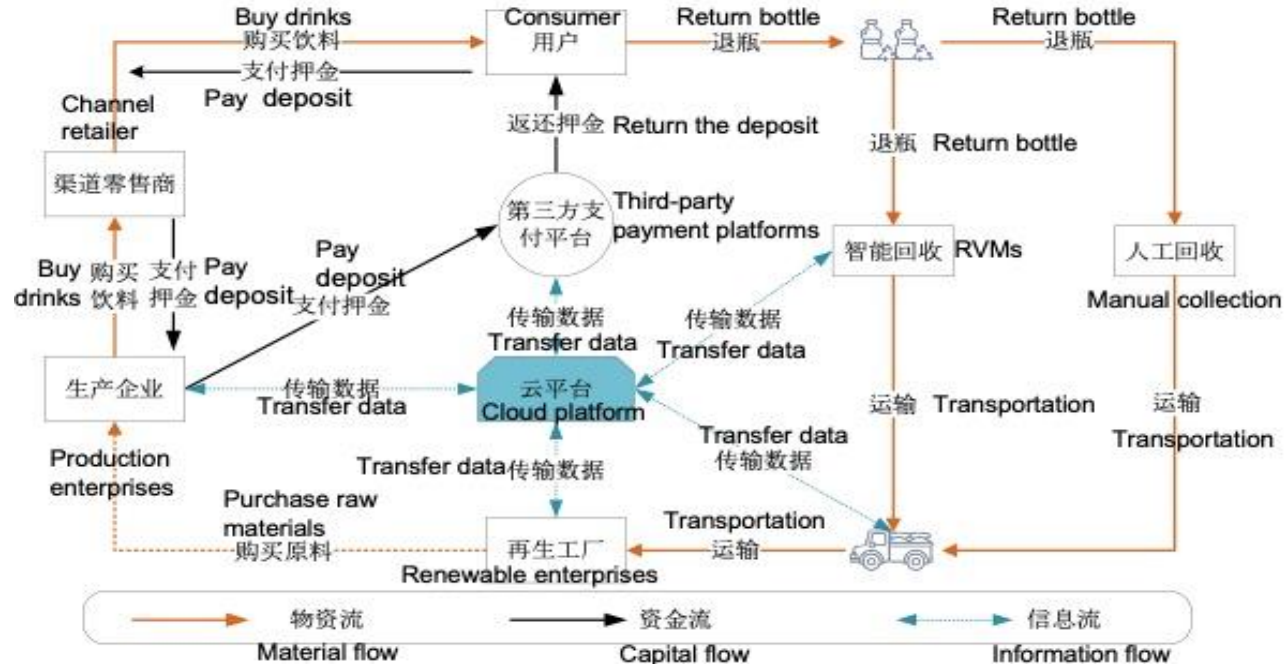 Buy drinks
购买饮料
支付押金
Pay deposit
Consumer
用户
Return bottle
退瓶
Return bottle
退瓶
Channel
retailer
渠道零售商
返还押金
Return the deposit
退瓶
Return bottle
第三方支
付平台
Third-party
payment platforms
智能回收
RVMs
人工回收
Manual collection
Buy
drinks
购买
饮料
支付
押金
Pay
deposit
Pay
deposit
支付押金
传输数据
Transfer data
传输数据
Transfer data
生产企业
传输数据
Transfer data
云平台
Cloud platform
运输
Transportation
运输
Transportation
Production
enterprises
Transfer data
传输数据
Transfer data
传输数据
Purchase raw
materials
购买原料
再生工厂
Renewable enterprises
Transportation
运输
物资流
Material flow
资金流
Capital flow
信息流
Information flow